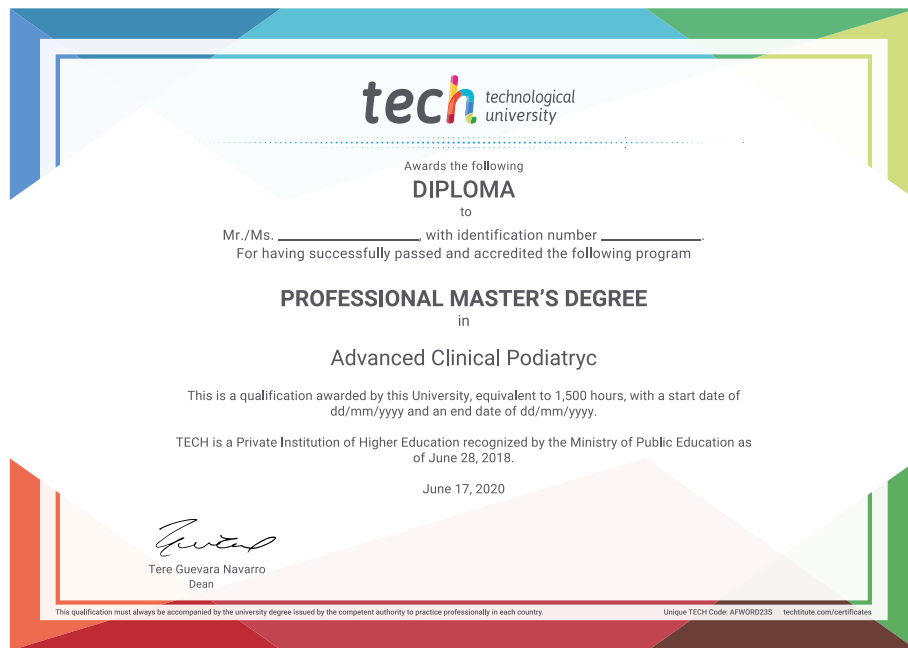 tech technological
university
Awards the following
DIPLOMA
to
Mr./Ms. ____________________, with identification number ______________.
For having successfully passed and accredited the following program
PROFESSIONAL MASTER'S DEGREE
in
Advanced Clinical Podiatryc
This is a qualification awarded by this University, equivalent to 1,500 hours, with a start date of
dd/mm/yyyy and an end date of dd/mm/yyyy.
TECH is a Private Institution of Higher Education recognized by the Ministry of Public Education as
of June 28, 2018.
June 17, 2020
Tere Guevara Navarro
Dean
This qualification must always be accompanied by the university degree issued by the competent authority to practice professionally in each country.
Unique TECH Code: AFWORD23S techtitute.com/certificates